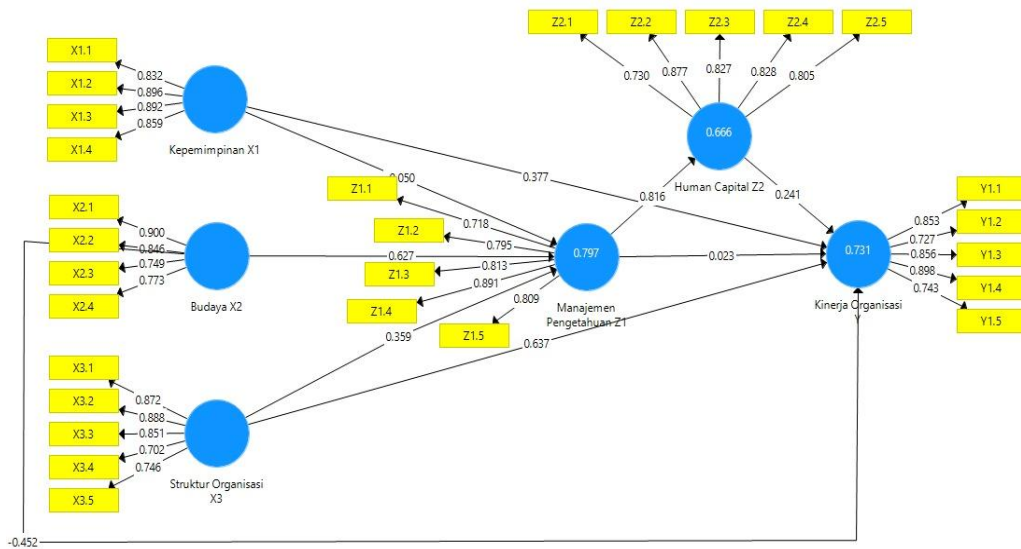 Z2.1
Z2.2
Z2.3
Z2.4
Z2.5
0.730
0.877
0.827
0.828
0.805
0.666
Human Capital Z2
X1.1
X1.2
X1.3
X1.4
0.832
0.896
0.892
0.859
Kepemimpinan X1
X2.1
X2.2
X2.3
X2.4
0.900
0.846
0.749
0.773
Budaya X2
X3.1
X3.2
X3.3
X3.4
X3.5
0.872
0.888
0.851
0.702
0.746
Struktur Organisasi
X3
0.050
0.377
0.627
0.359
0.637
-0.452
Z1.1
Z1.2
Z1.3
Z1.4
Z1.5
0.718
0.795
0.813
0.891
0.809
0.797
Manajemen
Pengetahuan Z1
0.816
0.241
0.023
0.731
Kinerja Organisasi
Y
0.853
0.727
0.856
0.898
0.743
Y1.1
Y1.2
Y1.3
Y1.4
Y1.5